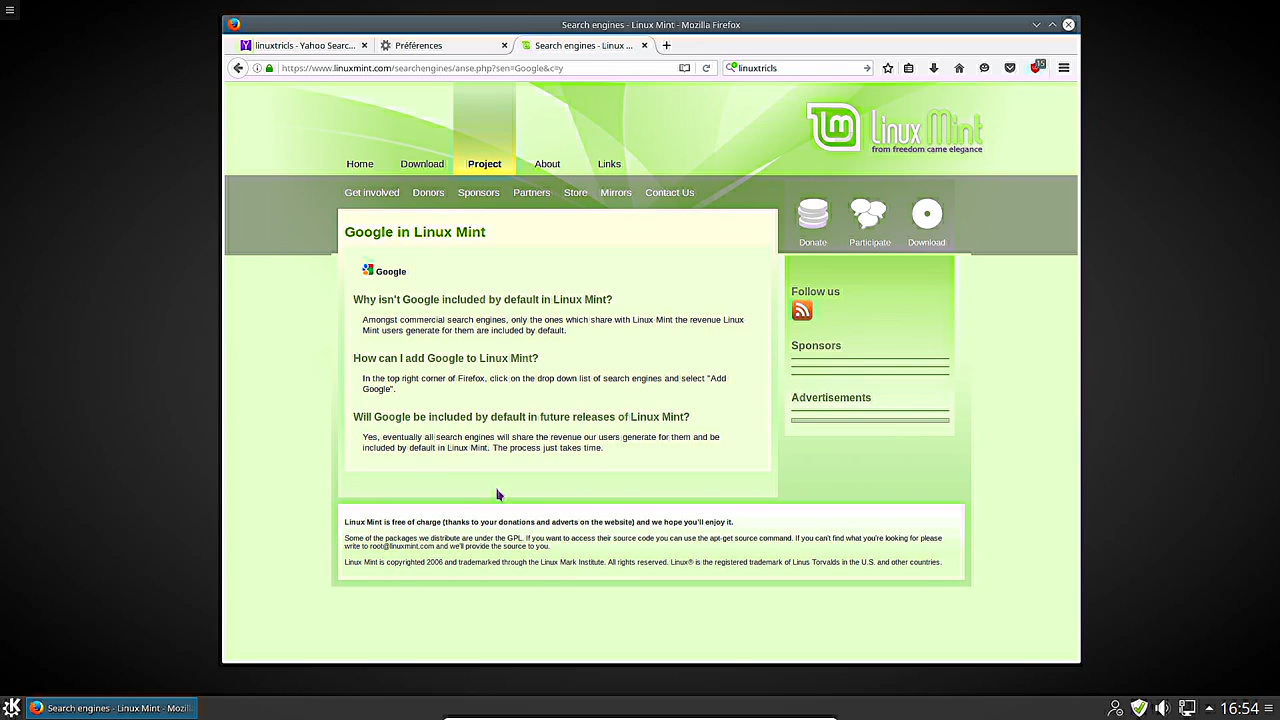 Search engines - Linux Mint - Mozilla Firefox
linuxtricls - Yahoo Searc...
Préférences
Search engines - Linux ...
https://www.linuxmint.com/searchengines/anse.php?sen=Google&c=y
linuxtricls
15
Linux Mint
from freedom came elegance
Home Download Project About Links
Get involved Donors Sponsors Partners Store Mirrors Contact Us
Donate Participate Download
Google in Linux Mint
Google
Why isn't Google included by default in Linux Mint?
Amongst commercial search engines, only the ones which share with Linux Mint the revenue Linux
Mint users generate for them are included by default.
How can I add Google to Linux Mint?
In the top right corner of Firefox, click on the drop down list of search engines and select "Add
Google".
Will Google be included by default in future releases of Linux Mint?
Yes, eventually all search engines will share the revenue our users generate for them and be
included by default in Linux Mint. The process just takes time.
Follow us
Sponsors
Advertisements
Linux Mint is free of charge (thanks to your donations and adverts on the website) and we hope you'll enjoy it.
Some of the packages we distribute are under the GPL. If you want to access their source code you can use the apt-get source command. If you can't find what you're looking for please
write to root@linuxmint.com and we'll provide the source to you.
Linux Mint is copyrighted 2006 and trademarked through the Linux Mark Institute. All rights reserved. Linux® is the registered trademark of Linus Torvalds in the U.S. and other countries.
Search engines - Linux Mint - Mozill
16:54